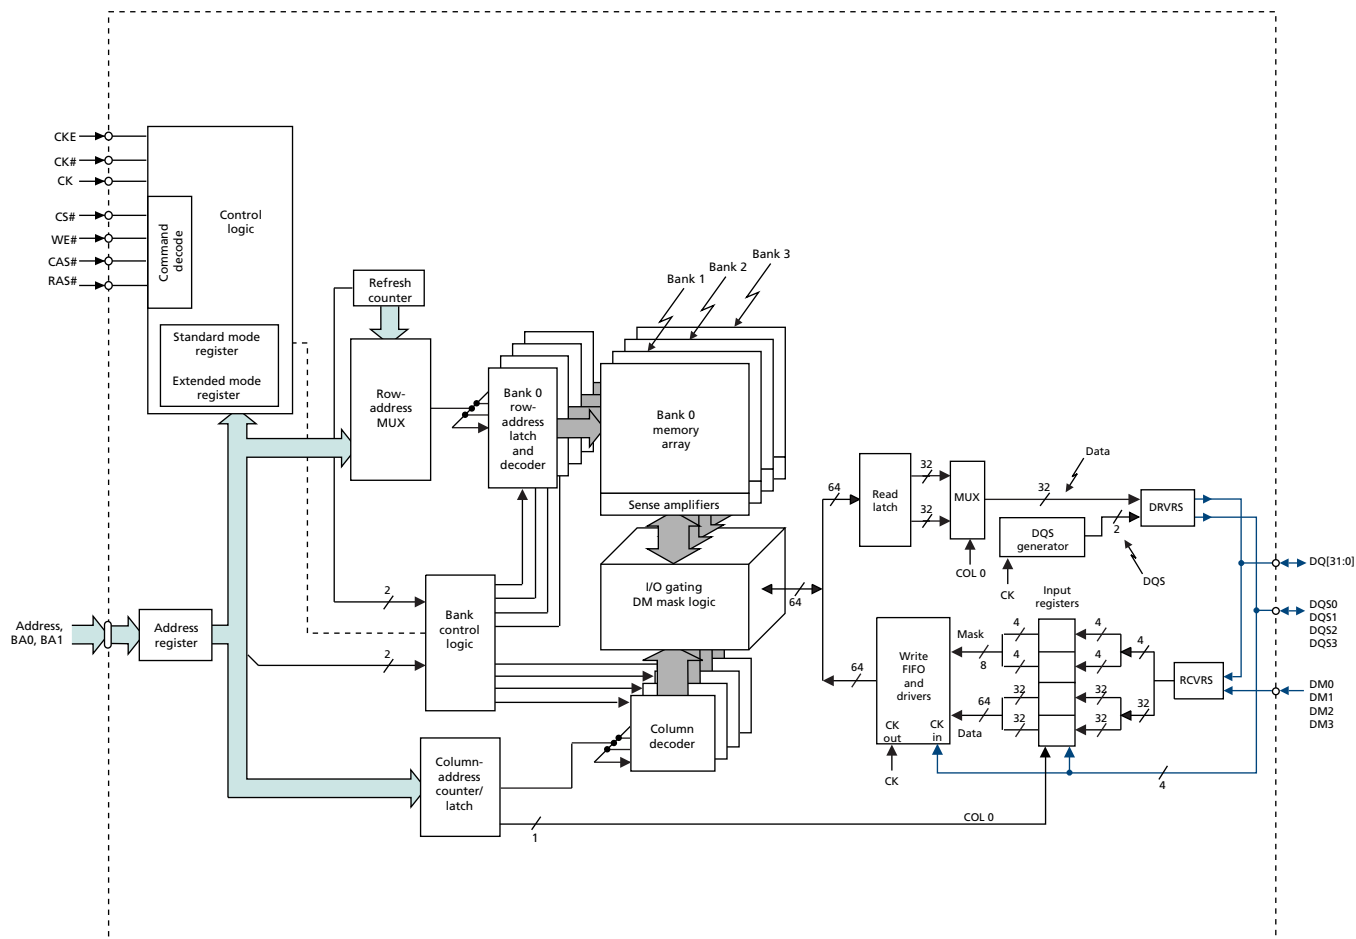 CKE
CK#
CK
CS#
WE#
CAS#
RAS#
Command
decode
Control
logic
Standard mode
register
Extended mode
register
Refresh
counter
Row-
address
MUX
Bank 0
row-
address
latch
and
decoder
Bank 1
Bank 2
Bank 3
Bank 0
memory
array
Sense amplifiers
I/O gating
DM mask logic
64
Address,
BA0, BA1
Address
register
2
2
Bank
control
logic
Column-
address
counter/
latch
1
Column
decoder
64
Read
latch
32
32
MUX
COL 0
32
Data
DQS
generator
CK
2
DQS
DRVRS
DQ[31:0]
DQS0
DQS1
DQS2
DQS3
DM0
DM1
DM2
DM3
RCVRS
Input
registers
4
4
4
4
4
32
32
32
32
32
Mask
8
64
Data
Write
FIFO
and
drivers
CK
out
CK
in
CK
64
4
COL 0